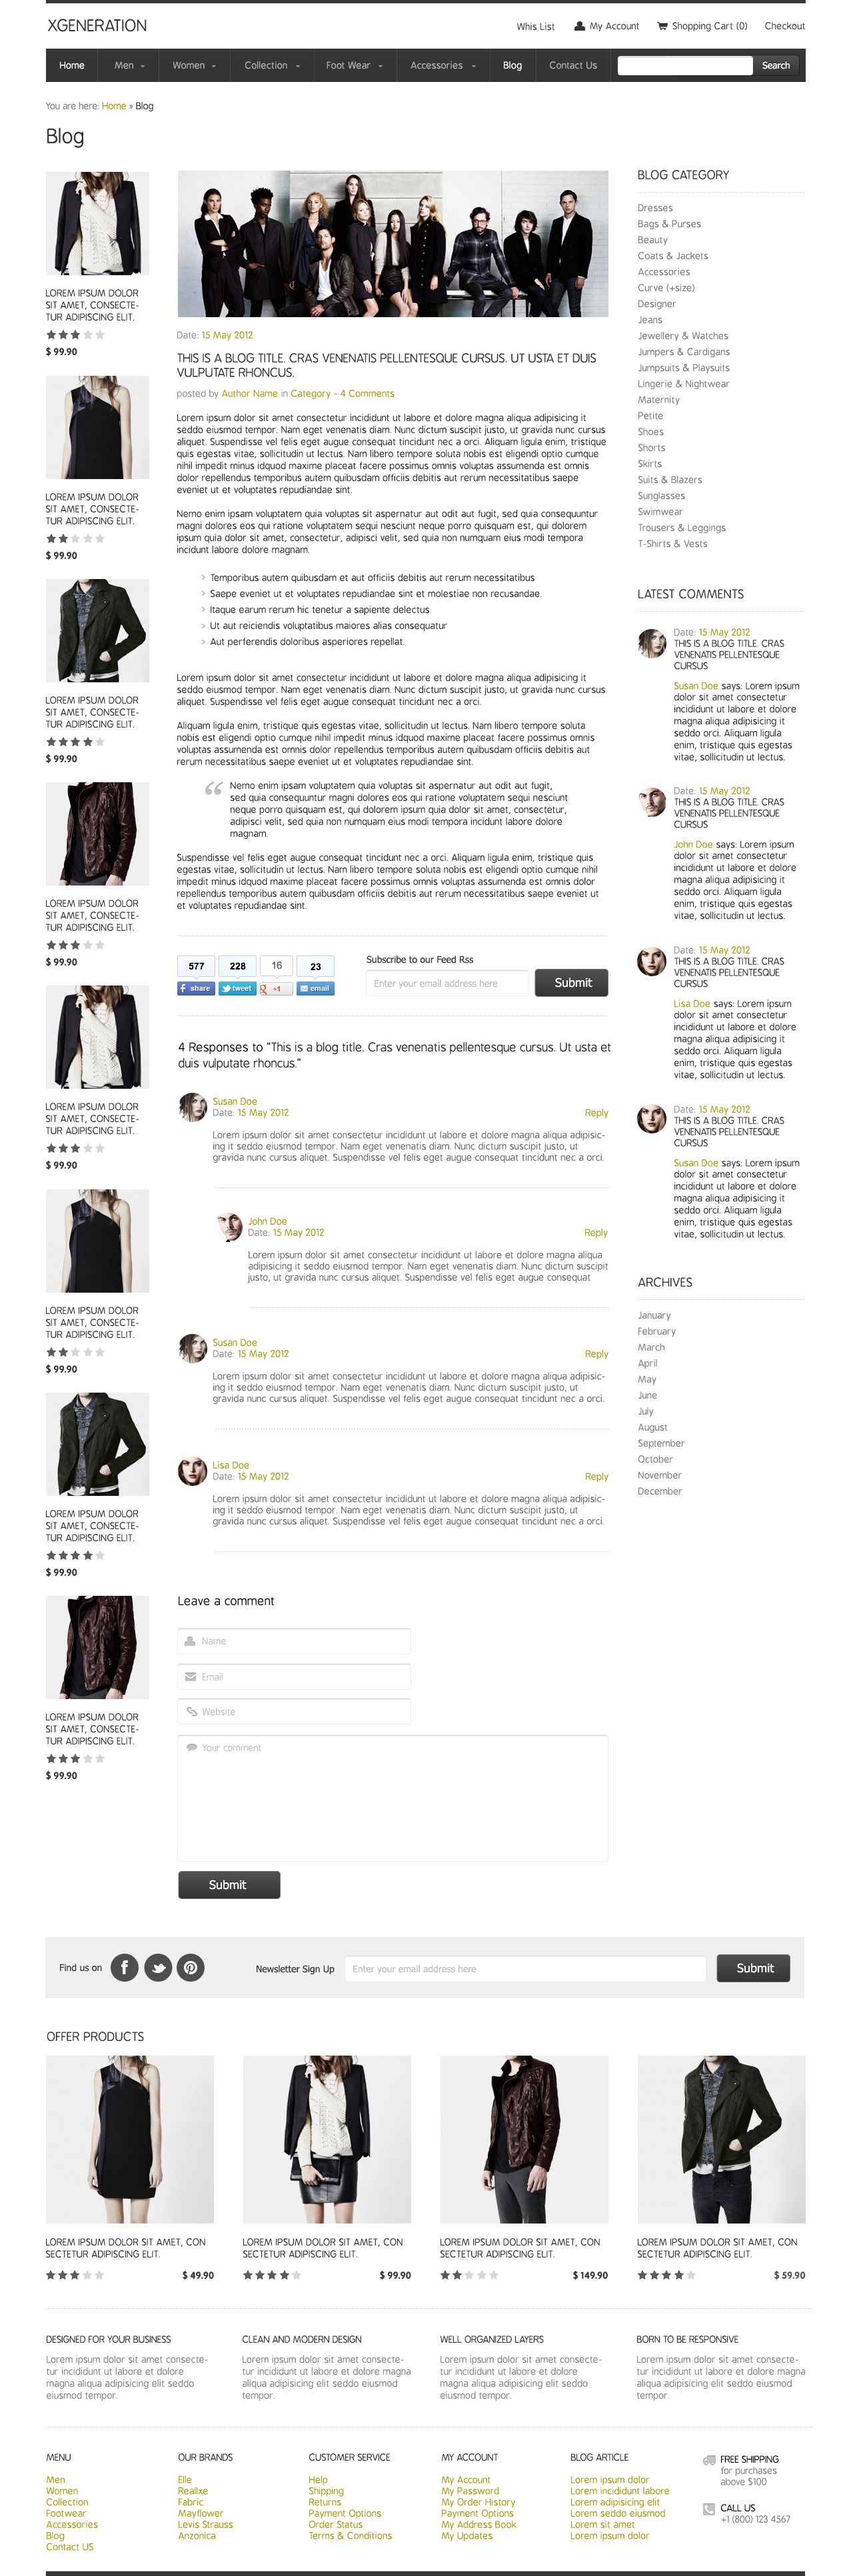 XGENERATION
Whis List
My Account
Shopping Cart (0)
Checkout
Home
Men
Women
Collection
Foot Wear
Accessories
Blog
Contact Us
Search
You are here: Home » Blog
Blog
LOREM IPSUM DOLOR
SIT AMET, CONSECTE-
TUR ADIPISCING ELIT.
$ 99.90
LOREM IPSUM DOLOR
SIT AMET, CONSECTE-
TUR ADIPISCING ELIT.
$ 99.90
LOREM IPSUM DOLOR
SIT AMET, CONSECTE-
TUR ADIPISCING ELIT.
$ 99.90
LOREM IPSUM DOLOR
SIT AMET, CONSECTE-
TUR ADIPISCING ELIT.
$ 99.90
LOREM IPSUM DOLOR
SIT AMET, CONSECTE-
TUR ADIPISCING ELIT.
$ 99.90
LOREM IPSUM DOLOR
SIT AMET, CONSECTE-
TUR ADIPISCING ELIT.
$ 99.90
LOREM IPSUM DOLOR
SIT AMET, CONSECTE-
TUR ADIPISCING ELIT.
$ 99.90
LOREM IPSUM DOLOR
SIT AMET, CONSECTE-
TUR ADIPISCING ELIT.
$ 99.90
Date: 15 May 2012
THIS IS A BLOG TITLE. CRAS VENENATIS PELLENTESQUE CURSUS. UT USTA ET DUIS
VULPUTATE RHONCUS.
posted by Author Name in Category - 4 Comments
Lorem ipsum dolor sit amet consectetur incididunt ut labore et dolore magna aliqua adipisicing it
seddo eiusmod tempor. Nam eget venenatis diam. Nunc dictum suscipit justo, ut gravida nunc cursus
aliquet. Suspendisse vel felis eget augue consequat tincidunt nec a orci. Aliquam ligula enim, tristique
quis egestas vitae, sollicitudin ut lectus. Nam libero tempore soluta nobis est eligendi optio cumque
nihil impedit minus idquod maxime placeat facere possimus omnis voluptas assumenda est omnis
dolor repellendus temporibus autem quibusdam officiis debitis aut rerum necessitatibus saepe
eveniet ut et voluptates repudiandae sint.
Nemo enim ipsam voluptatem quia voluptas sit aspernatur aut odit aut fugit, sed quia consequuntur
magni dolores eos qui ratione voluptatem sequi nesciunt neque porro quisquam est, qui dolorem
ipsum quia dolor sit amet, consectetur, adipisci velit, sed quia non numquam eius modi tempora
incidunt labore dolore magnam.
Temporibus autem quibusdam et aut officiis debitis aut rerum necessitatibus
Saepe eveniet ut et voluptates repudiandae sint et molestiae non recusandae.
Itaque earum rerum hic tenetur a sapiente delectus
Ut aut reiciendis voluptatibus maiores alias consequatur
Aut perferendis doloribus asperiores repellat.
Lorem ipsum dolor sit amet consectetur incididunt ut labore et dolore magna aliqua adipisicing it
seddo eiusmod tempor. Nam eget venenatis diam. Nunc dictum suscipit justo, ut gravida nunc cursus
aliquet. Suspendisse vel felis eget augue consequat tincidunt nec a orci.
Aliquam ligula enim, tristique quis egestas vitae, sollicitudin ut lectus. Nam libero tempore soluta
nobis est eligendi optio cumque nihil impedit minus idquod maxime placeat facere possimus omnis
voluptas assumenda est omnis dolor repellendus temporibus autem quibusdam officiis debitis aut
rerum necessitatibus saepe eveniet ut et voluptates repudiandae sint.
Nemo enim ipsam voluptatem quia voluptas sit aspernatur aut odit aut fugit,
sed quia consequuntur magni dolores eos qui ratione voluptatem sequi nesciunt
neque porro quisquam est, qui dolorem ipsum quia dolor sit amet, consectetur,
adipisci velit, sed quia non numquam eius modi tempora incidunt labore dolore
magnam.
Suspendisse vel felis eget augue consequat tincidunt nec a orci. Aliquam ligula enim, tristique quis
egestas vitae, sollicitudin ut lectus. Nam libero tempore soluta nobis est eligendi optio cumque nihil
impedit minus idquod maxime placeat facere possimus omnis voluptas assumenda est omnis dolor
repellendus temporibus autem quibusdam officiis debitis aut rerum necessitatibus saepe eveniet ut
et voluptates repudiandae sint.
577
228
16
23
share
tweet
+1
email
Subscribe to our Feed Rss
Enter your email address here
Submit
4 Responses to "This is a blog title. Cras venenatis pellentesque cursus. Ut usta et
duis vulputate rhoncus."
Susan Doe
Date: 15 May 2012
Reply
Lorem ipsum dolor sit amet consectetur incididunt ut labore et dolore magna aliqua adipisic-
ing it seddo eiusmod tempor. Nam eget venenatis diam. Nunc dictum suscipit justo, ut
gravida nunc cursus aliquet. Suspendisse vel felis eget augue consequat tincidunt nec a orci.
John Doe
Date: 15 May 2012
Reply
Lorem ipsum dolor sit amet consectetur incididunt ut labore et dolore magna aliqua
adipisicing it seddo eiusmod tempor. Nam eget venenatis diam. Nunc dictum suscipit
justo, ut gravida nunc cursus aliquet. Suspendisse vel felis eget augue consequat
Susan Doe
Date: 15 May 2012
Reply
Lorem ipsum dolor sit amet consectetur incididunt ut labore et dolore magna aliqua adipisic-
ing it seddo eiusmod tempor. Nam eget venenatis diam. Nunc dictum suscipit justo, ut
gravida nunc cursus aliquet. Suspendisse vel felis eget augue consequat tincidunt nec a orci.
Lisa Doe
Date: 15 May 2012
Reply
Lorem ipsum dolor sit amet consectetur incididunt ut labore et dolore magna aliqua adipisic-
ing it seddo eiusmod tempor. Nam eget venenatis diam. Nunc dictum suscipit justo, ut
gravida nunc cursus aliquet. Suspendisse vel felis eget augue consequat tincidunt nec a orci.
Leave a comment
Name
Email
Website
Your comment
Submit
BLOG CATEGORY
Dresses
Bags & Purses
Beauty
Coats & Jackets
Accessories
Curve (+size)
Designer
Jeans
Jewellery & Watches
Jumpers & Cardigans
Jumpsuits & Playsuits
Lingerie & Nightwear
Maternity
Petite
Shoes
Shorts
Skirts
Suits & Blazers
Sunglasses
Swimwear
Trousers & Leggings
T-Shirts & Vests
LATEST COMMENTS
Date: 15 May 2012
THIS IS A BLOG TITLE. CRAS
VENENATIS PELLENTESQUE
CURSUS
Susan Doe says: Lorem ipsum
dolor sit amet consectetur
incididunt ut labore et dolore
magna aliqua adipisicing it
seddo orci. Aliquam ligula
enim, tristique quis egestas
vitae, sollicitudin ut lectus.
Date: 15 May 2012
THIS IS A BLOG TITLE. CRAS
VENENATIS PELLENTESQUE
CURSUS
John Doe says: Lorem ipsum
dolor sit amet consectetur
incididunt ut labore et dolore
magna aliqua adipisicing it
seddo orci. Aliquam ligula
enim, tristique quis egestas
vitae, sollicitudin ut lectus.
Date: 15 May 2012
THIS IS A BLOG TITLE. CRAS
VENENATIS PELLENTESQUE
CURSUS
Lisa Doe says: Lorem ipsum
dolor sit amet consectetur
incididunt ut labore et dolore
magna aliqua adipisicing it
seddo orci. Aliquam ligula
enim, tristique quis egestas
vitae, sollicitudin ut lectus.
Date: 15 May 2012
THIS IS A BLOG TITLE. CRAS
VENENATIS PELLENTESQUE
CURSUS
Susan Doe says: Lorem ipsum
dolor sit amet consectetur
incididunt ut labore et dolore
magna aliqua adipisicing it
seddo orci. Aliquam ligula
enim, tristique quis egestas
vitae, sollicitudin ut lectus.
ARCHIVES
January
February
March
April
May
June
July
August
September
October
November
December
Find us on
Newsletter Sign Up
Enter your email address here
Submit
OFFER PRODUCTS
LOREM IPSUM DOLOR SIT AMET, CON
SECTETUR ADIPISCING ELIT.
$ 49.90
LOREM IPSUM DOLOR SIT AMET, CON
SECTETUR ADIPISCING ELIT.
$ 99.90
LOREM IPSUM DOLOR SIT AMET, CON
SECTETUR ADIPISCING ELIT.
$ 149.90
LOREM IPSUM DOLOR SIT AMET, CON
SECTETUR ADIPISCING ELIT.
$ 59.90
DESIGNED FOR YOUR BUSINESS
Lorem ipsum dolor sit amet consecte-
tur incididunt ut labore et dolore
magna aliqua adipisicing elit seddo
eiusmod tempor.
CLEAN AND MODERN DESIGN
Lorem ipsum dolor sit amet consecte-
tur incididunt ut labore et dolore magna
aliqua adipisicing elit seddo eiusmod
tempor.
WELL ORGANIZED LAYERS
Lorem ipsum dolor sit amet consecte-
tur incididunt ut labore et dolore
magna aliqua adipisicing elit seddo
eiusmod tempor.
BORN TO BE RESPONSIVE
Lorem ipsum dolor sit amet consecte-
tur incididunt ut labore et dolore magna
aliqua adipisicing elit seddo eiusmod
tempor.
MENU
Men
Women
Collection
Footwear
Accessories
Blog
Contact US
OUR BRANDS
Elle
Reallxe
Fabric
Mayflower
Levis Strauss
Anzonica
CUSTOMER SERVICE
Help
Shipping
Returns
Payment Options
Order Status
Terms & Conditions
MY ACCOUNT
My Account
My Password
My Order History
Payment Options
My Address Book
My Updates
BLOG ARTICLE
Lorem ipsum dolor
Lorem incididunt labore
Lorem adipisicing elit
Lorem seddo eiusmod
Lorem sit amet
Lorem ipsum dolor
FREE SHIPPING
for purchases
above $100
CALL US
+1 (800) 123 4567